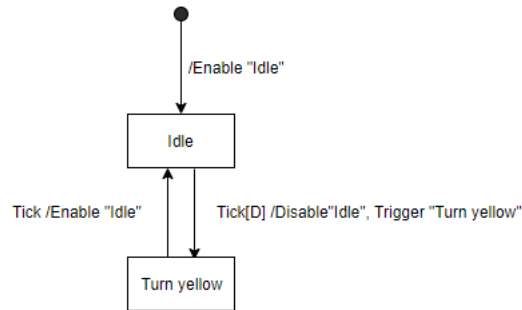 /Enable "Idle"
Idle
Tick /Enable "Idle"
Tick[D] /Disable"Idle", Trigger "Turn yellow"
Turn yellow